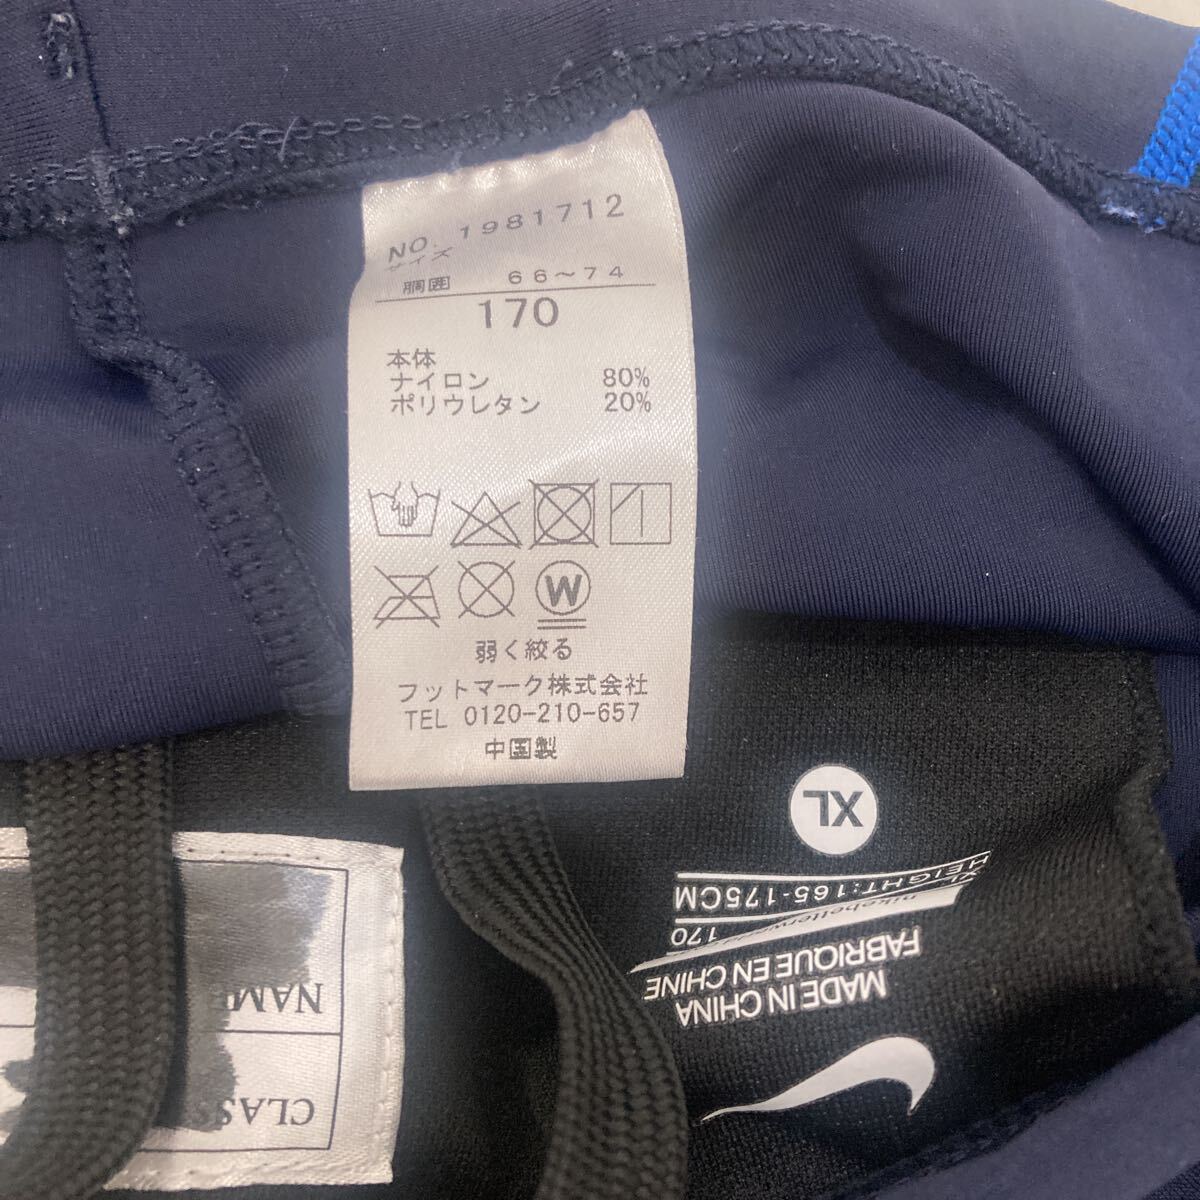 NO. 1981712
サイズ
胴囲 66〜74
170
本体
ナイロン 80%
ポリウレタン 20%
W
弱く絞る
フットマーク株式会社
TEL 0120-210-657
中国製
XL
HEIGHT:165-175CM
170
MADE IN CHINA
FABRIQUE EN CHINE
NAM
CLAS